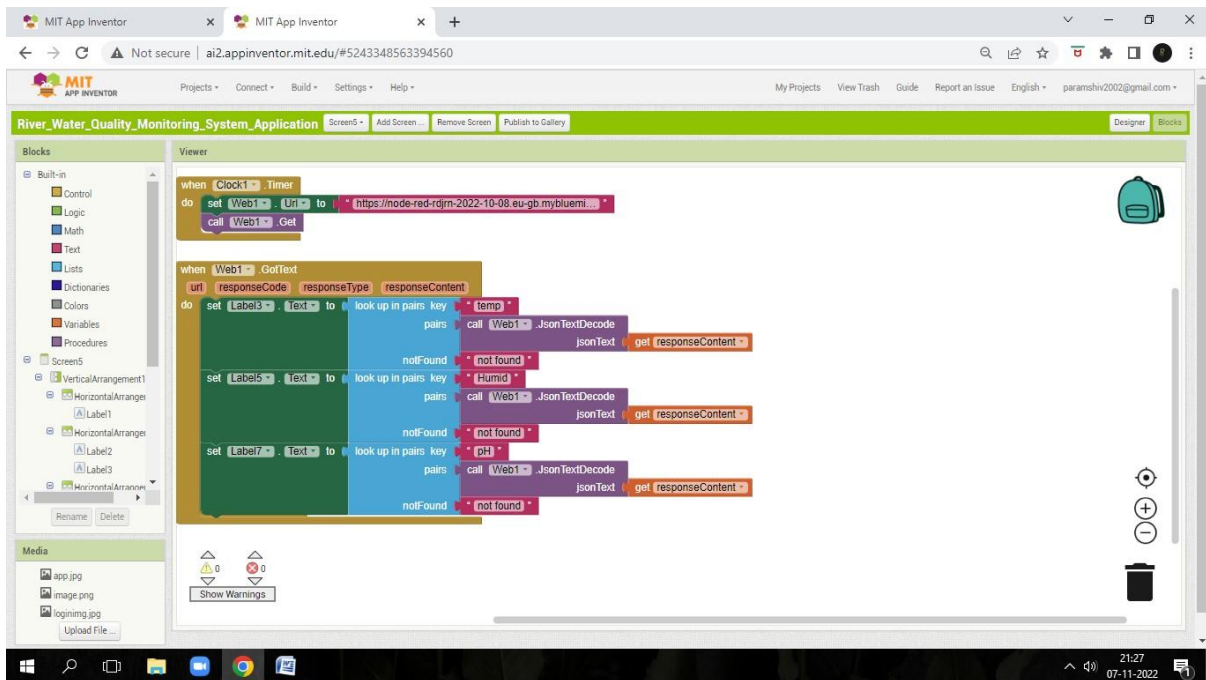 MIT App Inventor
MIT App Inventor
Not secure | ai2.appinventor.mit.edu/#5243348563394560
MIT
APP INVENTOR
Projects Connect Build Settings Help My Projects View Trash Guide Report an Issue English paramshiv2002@gmail.com
River_Water_Quality_Monitoring_System_Application Screen5 Add Screen ... Remove Screen Publish to Gallery Designer Blocks
Blocks
Built-in
Control
Logic
Math
Text
Lists
Dictionaries
Colors
Variables
Procedures
Screen5
VerticalArrangement1
HorizontalArranger
Label1
HorizontalArranger
Label2
Label3
HorizontalArranger
Rename Delete
Media
app.jpg
image.png
loginimg.jpg
Upload File ...
Viewer
when Clock1 .Timer
do set Web1 . Url to " https://node-red-rdjrn-2022-10-08.eu-gb.mybluemi... "
call Web1 .Get
when Web1 .GotText
url responseCode responseType responseContent
do set Label3 . Text to look up in pairs key " temp "
pairs call Web1 .JsonTextDecode
jsonText get responseContent
notFound " not found "
set Label5 . Text to look up in pairs key " Humid "
pairs call Web1 .JsonTextDecode
jsonText get responseContent
notFound " not found "
set Label7 . Text to look up in pairs key " pH "
pairs call Web1 .JsonTextDecode
jsonText get responseContent
notFound " not found "
0 0
Show Warnings
21:27
07-11-2022